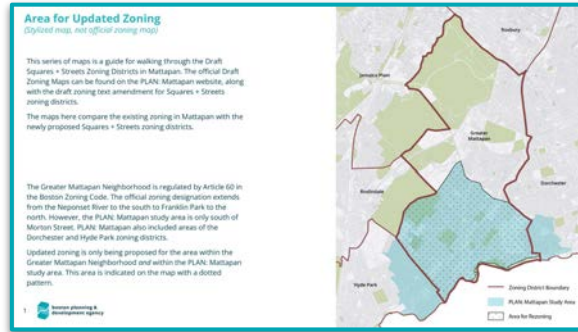 Area for Updated Zoning
(Stylized map, not official zoning map)
This series of maps is a guide for walking through the Draft
Squares + Streets Zoning Districts in Mattapan. The official Draft
Zoning Maps can be found on the PLAN: Mattapan website, along
with the draft zoning text amendment for Squares + Streets
zoning districts.
The maps here compare the existing zoning in Mattapan with the
newly proposed Squares + Streets zoning districts.
The Greater Mattapan Neighborhood is regulated by Article 60 in
the Boston Zoning Code. The official zoning designation extends
from the Neponset River to the south to Franklin Park to the
north. However, the PLAN: Mattapan study area is only south of
Morton Street. PLAN: Mattapan also included areas of the
Dorchester and Hyde Park zoning districts.
Updated zoning is only being proposed for the area within the
Greater Mattapan Neighborhood and within the PLAN: Mattapan
study area. This area is indicated on the map with a dotted
pattern.
1
boston planning &
development agency
Roxbury
Jamaica Plain
Greater
Mattapan
Roslindale
Dorchester
Hyde Park
Zoning District Boundary
PLAN: Mattapan Study Area
Area for Rezoning